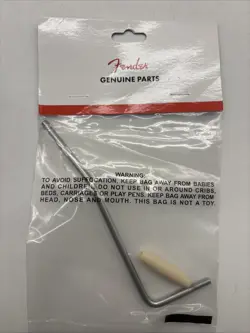 Fender
GENUINE PARTS
WARNING:
TO AVOID SUFFOCATION, KEEP BAG AWAY FROM BABIES
AND CHILDREN. DO NOT USE IN OR AROUND CRIBS,
BEDS, CARRIAGES OR PLAY PENS. KEEP BAG AWAY FROM
HEAD, NOSE AND MOUTH. THIS BAG IS NOT A TOY.